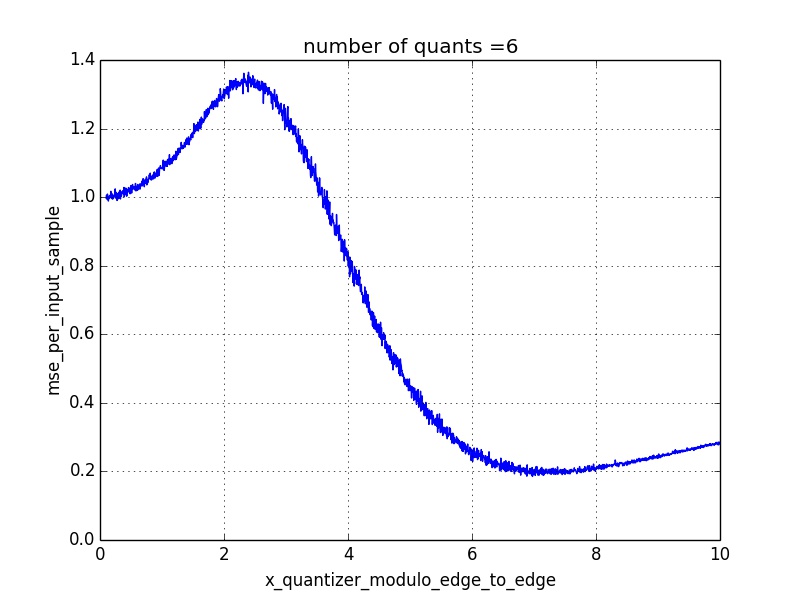 number of quants =6
1.4
1.2
1.0
0.8
0.6
0.4
0.2
0.0
mse_per_input_sample
0 2 4 6 8 10
x_quantizer_modulo_edge_to_edge